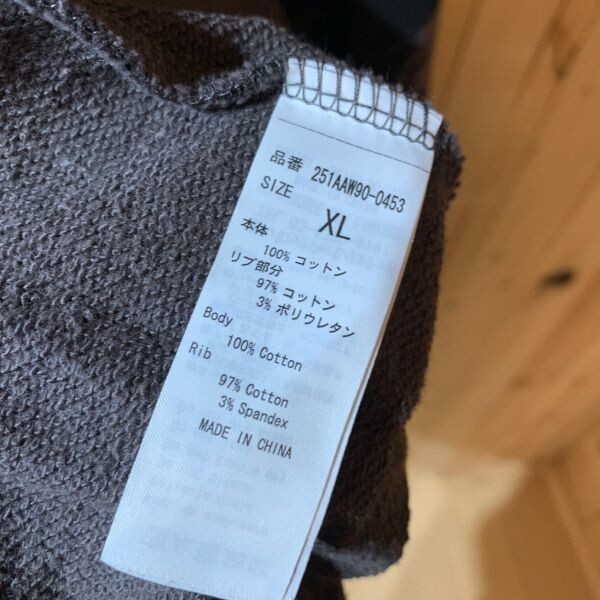 品番 251AAW90-0453
SIZE XL
本体
100% コットン
リブ部分
97% コットン
3% ポリウレタン
Body
100% Cotton
Rib
97% Cotton
3% Spandex
MADE IN CHINA